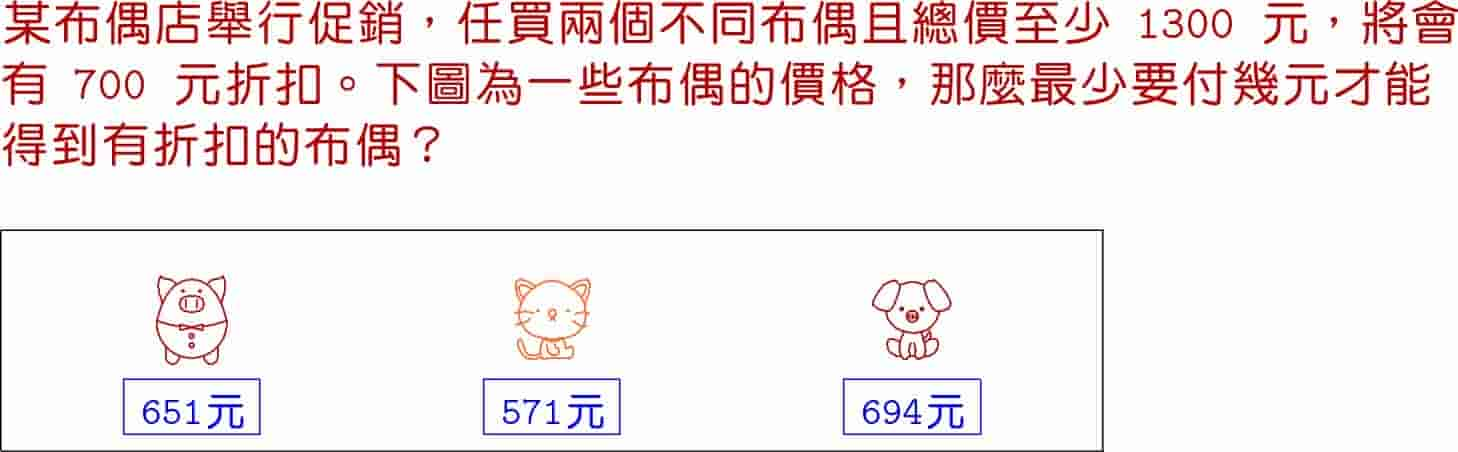 某布偶店舉行促銷，任買兩個不同布偶且總價至少 1300 元，將會
有 700 元折扣。下圖為一些布偶的價格，那麼最少要付幾元才能
得到有折扣的布偶？
651元 571元 694元